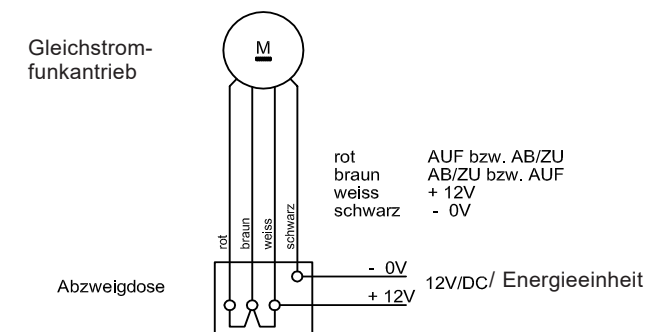 Gleichstrom-
funkantrieb
M
rot AUF bzw. AB/ZU
braun AB/ZU bzw. AUF
weiss + 12V
schwarz - 0V
rot
braun
weiss
schwarz
Abzweigdose
- 0V
+ 12V
12V/DC/ Energieeinheit